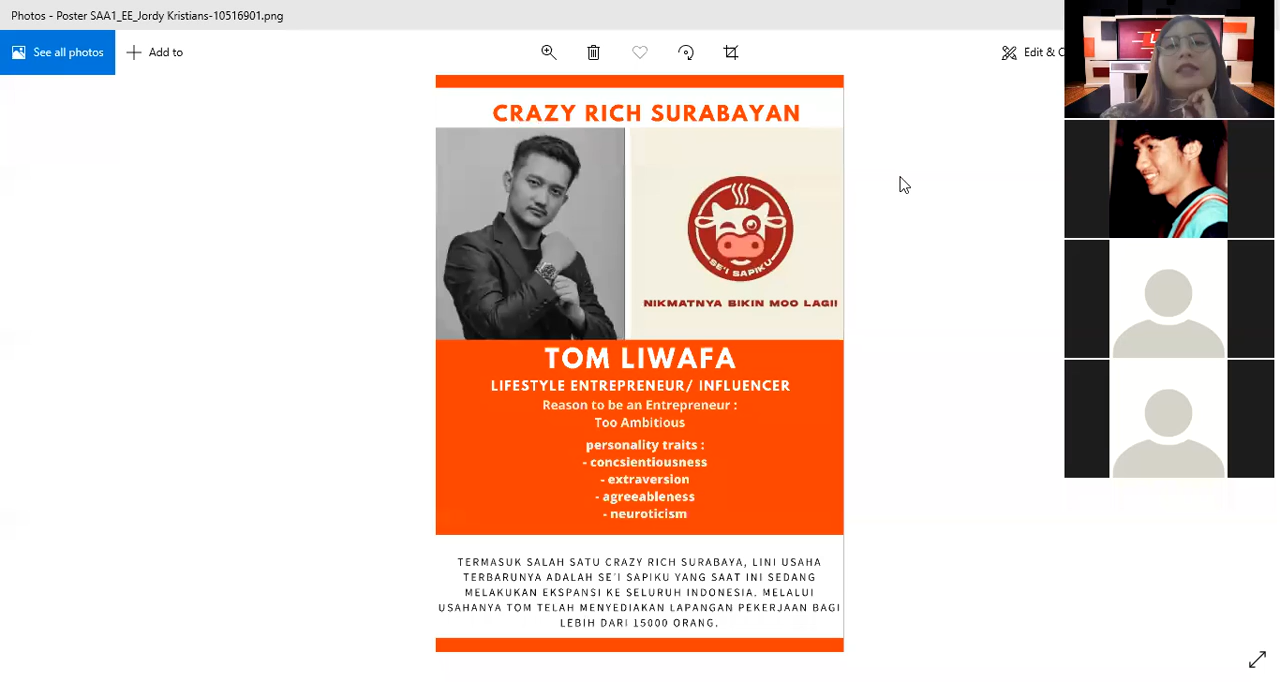 Photos - Poster SAA1_EE_Jordy Kristians-10516901.png
See all photos
Add to
Edit & C
CRAZY RICH SURABAYAN
SE'I SAPIKU
NIKMATNYA BIKIN MOO LAGI!
TOM LIWAFA
LIFESTYLE ENTREPRENEUR/ INFLUENCER
Reason to be an Entrepreneur :
Too Ambitious
personality traits :
- concsientiousness
- extraversion
- agreeableness
- neuroticism
TERMASUK SALAH SATU CRAZY RICH SURABAYA, LINI USAHA
TERBARUNYA ADALAH SE'I SAPIKU YANG SAAT INI SEDANG
MELAKUKAN EKSPANSI KE SELURUH INDONESIA. MELALUI
USAHANYA TOM TELAH MENYEDIAKAN LAPANGAN PEKERJAAN BAGI
LEBIH DARI 15000 ORANG.